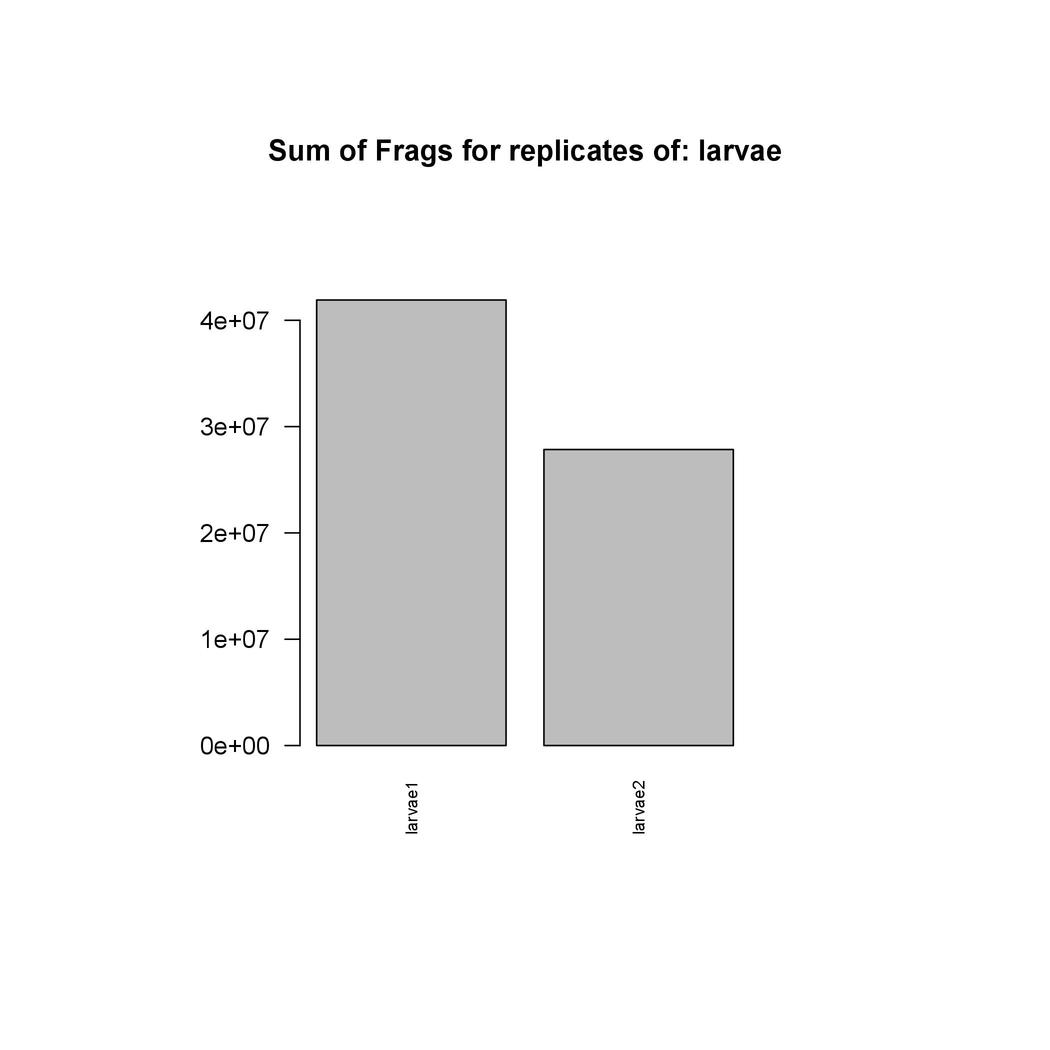 Sum of Frags for replicates of: larvae
4e+07
3e+07
2e+07
1e+07
0e+00
larvae1
larvae2